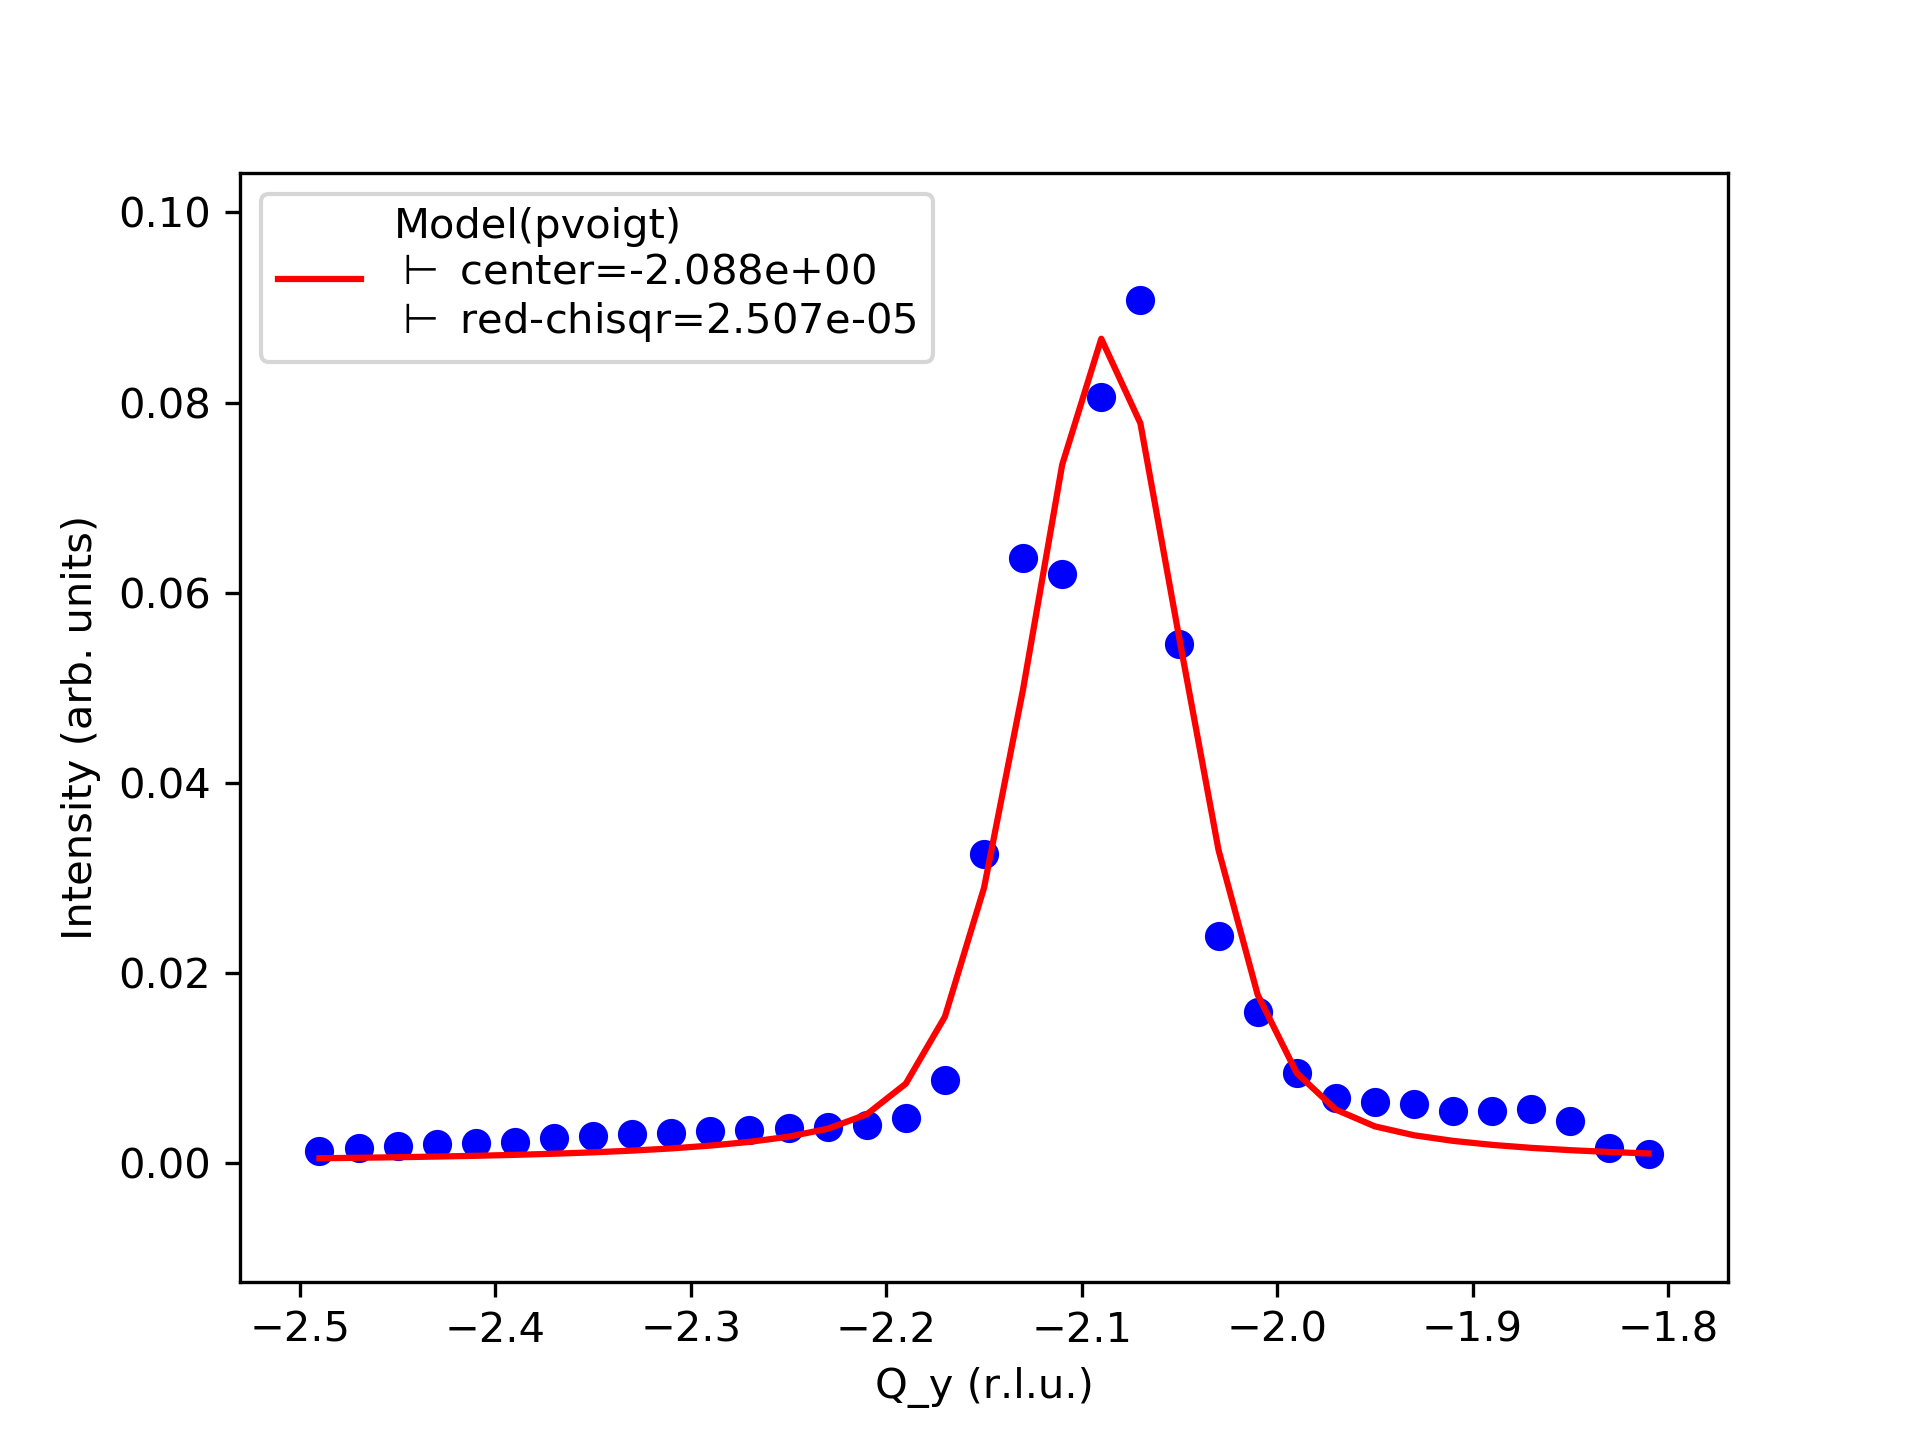 Model(pvoigt)
⊢ center=-2.088e+00
⊢ red-chisqr=2.507e-05
0.10
0.08
0.06
0.04
0.02
0.00
Intensity (arb. units)
−2.5 −2.4 −2.3 −2.2 −2.1 −2.0 −1.9 −1.8
Q_y (r.l.u.)